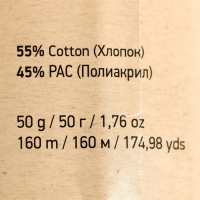 55% Cotton (Хлопок)
45% PAC (Полиакрил)
50 g / 50 г / 1,76 oz
160 m / 160 м / 174,98 yds